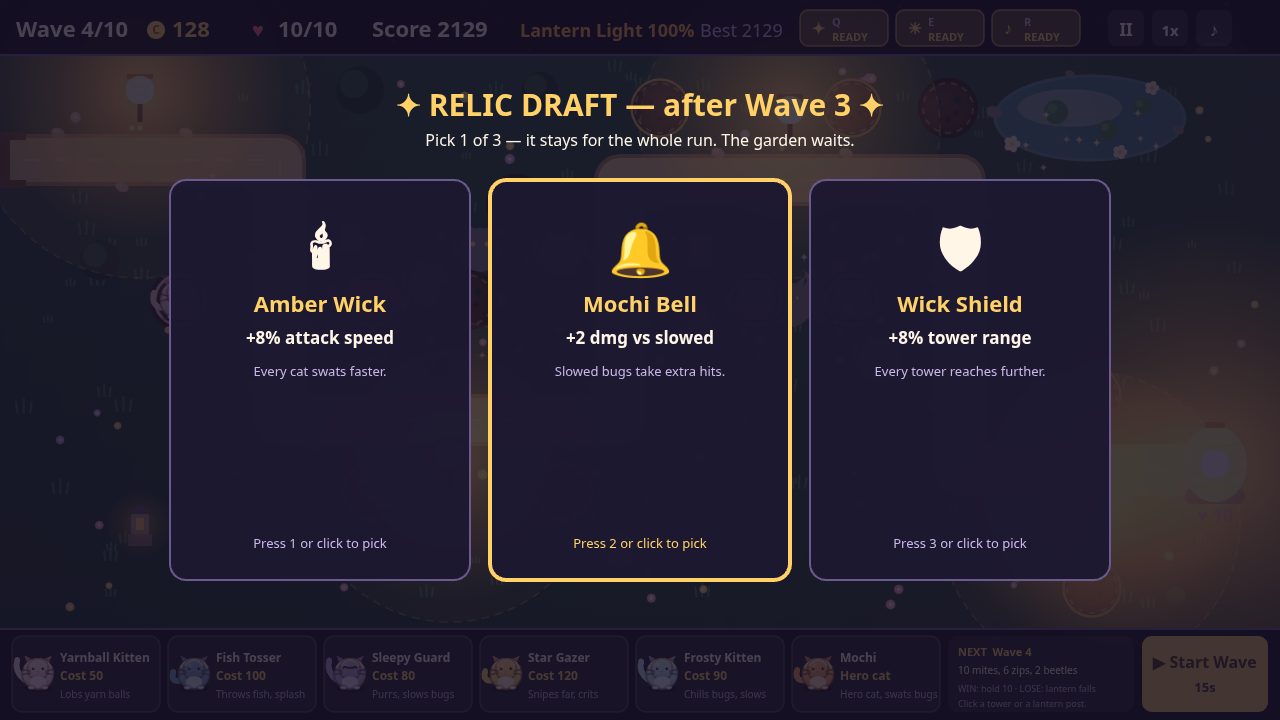 Wave 4/10 C 128 ♥ 10/10 Score 2129 Lantern Light 100% Best 2129
Q READY
E READY
R READY
II 1x ♪
✦ RELIC DRAFT — after Wave 3 ✦
Pick 1 of 3 — it stays for the whole run. The garden waits.
Amber Wick
+8% attack speed
Every cat swats faster.
Press 1 or click to pick
Mochi Bell
+2 dmg vs slowed
Slowed bugs take extra hits.
Press 2 or click to pick
Wick Shield
+8% tower range
Every tower reaches further.
Press 3 or click to pick
Yarnball Kitten
Cost 50
Lobs yarn balls
Fish Tosser
Cost 100
Throws fish, splash
Sleepy Guard
Cost 80
Purrs, slows bugs
Star Gazer
Cost 120
Snipes far, crits
Frosty Kitten
Cost 90
Chills bugs, slows
Mochi
Hero cat
Hero cat, swats bugs
NEXT Wave 4
10 mites, 6 zips, 2 beetles
WIN: hold 10 · LOSE: lantern falls
Click a tower or a lantern post.
▶ Start Wave
15s